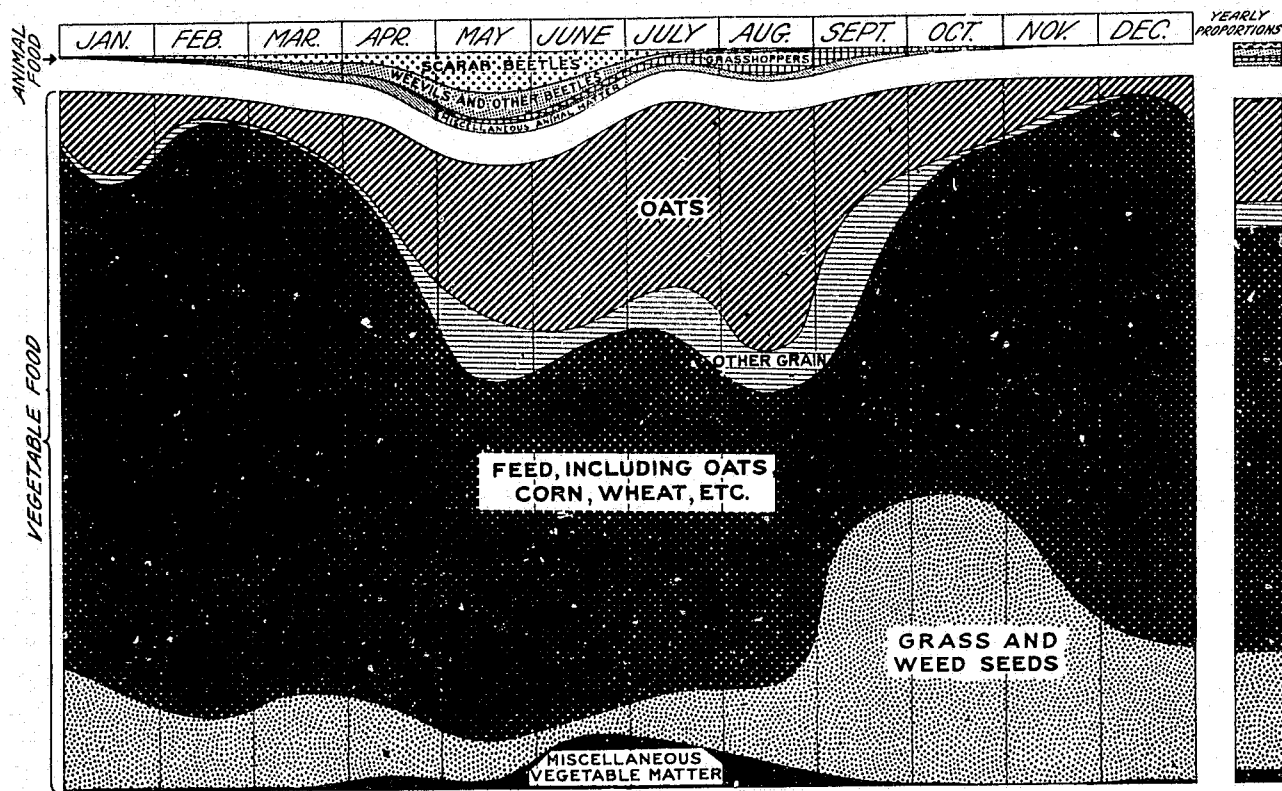 JAN. FEB. MAR. APR. MAY JUNE JULY AUG. SEPT. OCT. NOV. DEC.
YEARLY
PROPORTIONS
ANIMAL
FOOD
SCARAB BEETLES
GRASSHOPPERS
WEEVILS AND OTHER BEETLES
MISCELLANEOUS ANIMAL MATTER
OATS
OTHER GRAIN
VEGETABLE FOOD
FEED, INCLUDING OATS
CORN, WHEAT, ETC.
GRASS AND
WEED SEEDS
MISCELLANEOUS
VEGETABLE MATTER